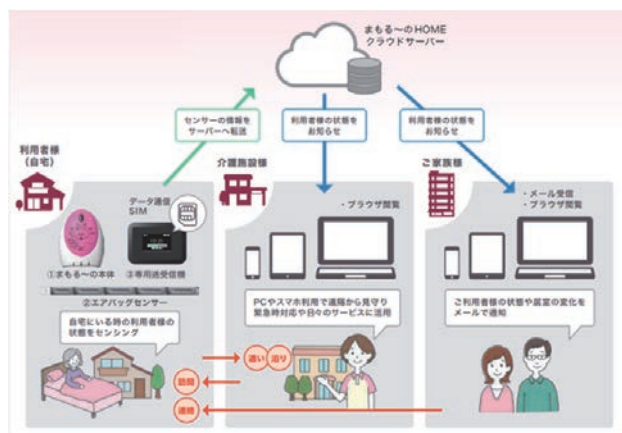 まもる～のHOME
クラウドサーバー
センサーの情報を
サーバーへ転送
利用者様の状態を
お知らせ
利用者様の状態を
お知らせ
利用者様
（自宅）
介護施設様
ご家族様
データ通信
SIM
・ブラウザ閲覧
・メール受信
・ブラウザ閲覧
①まもる～の本体
③専用送受信機
②エアバッグセンサー
自宅にいる時の利用者様の
状態をセンシング
PCやスマホ利用で遠隔から見守り
緊急時対応や日々のサービスに活用
ご利用者様の状態や居室の変化を
メールで通知
通い
泊り
訪問
連絡